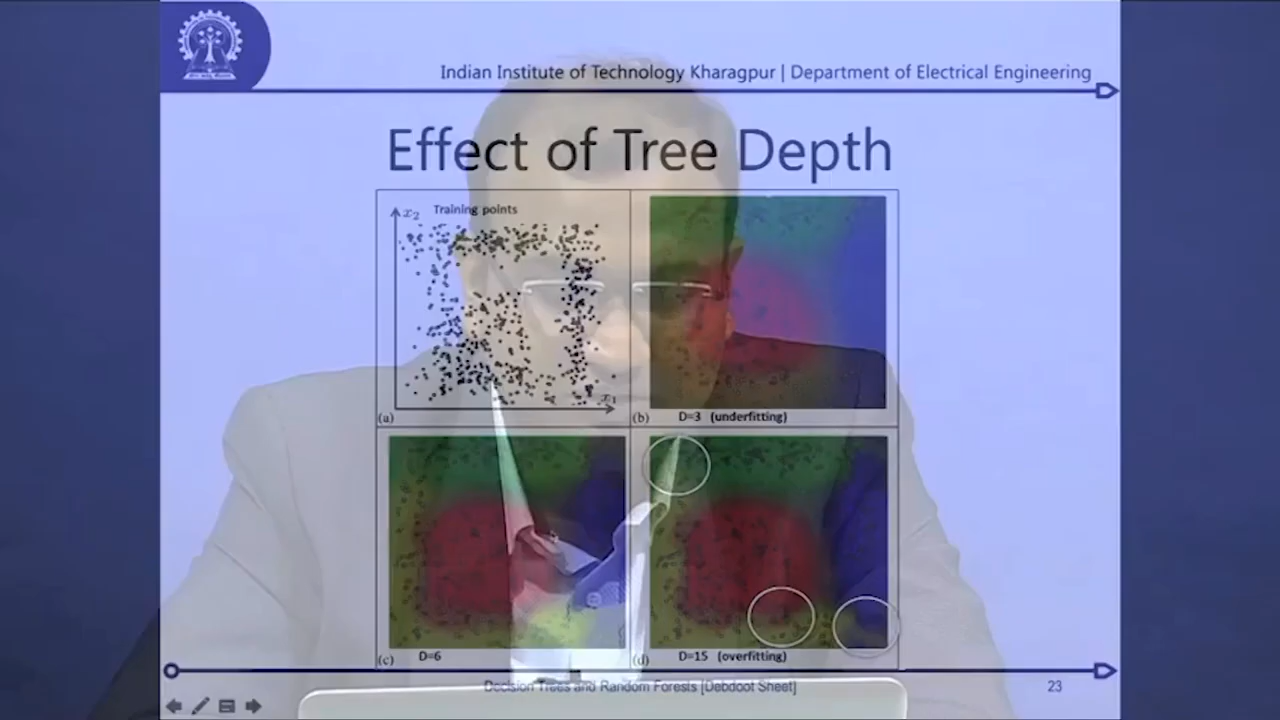 Indian Institute of Technology Kharagpur | Department of Electrical Engineering
Effect of Tree Depth
x₂ Training points
x₁
(a)
(b) D=3 (underfitting)
(c) D=6
(d) D=15 (overfitting)
Decision Trees and Random Forests [Debdoot Sheet]
23